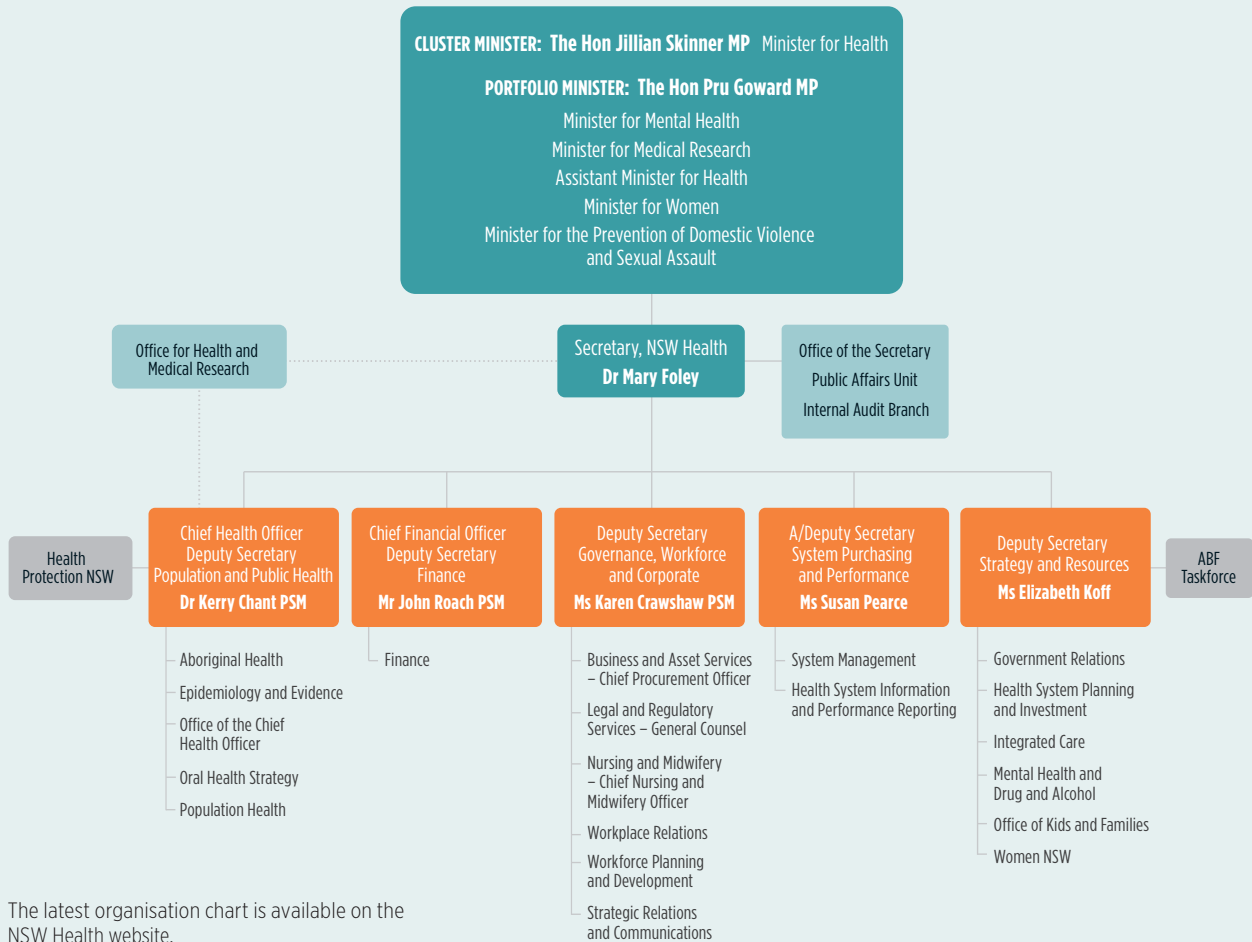 CLUSTER MINISTER: The Hon Jillian Skinner MP Minister for Health
PORTFOLIO MINISTER: The Hon Pru Goward MP
Minister for Mental Health
Minister for Medical Research
Assistant Minister for Health
Minister for Women
Minister for the Prevention of Domestic Violence
and Sexual Assault
Office for Health and
Medical Research
Secretary, NSW Health
Dr Mary Foley
Office of the Secretary
Public Affairs Unit
Internal Audit Branch
Health
Protection NSW
Chief Health Officer
Deputy Secretary
Population and Public Health
Dr Kerry Chant PSM
Chief Financial Officer
Deputy Secretary
Finance
Mr John Roach PSM
Deputy Secretary
Governance, Workforce
and Corporate
Ms Karen Crawshaw PSM
A/Deputy Secretary
System Purchasing
and Performance
Ms Susan Pearce
Deputy Secretary
Strategy and Resources
Ms Elizabeth Koff
ABF
Taskforce
Aboriginal Health
Epidemiology and Evidence
Office of the Chief
Health Officer
Oral Health Strategy
Population Health
Finance
Business and Asset Services
– Chief Procurement Officer
Legal and Regulatory
Services – General Counsel
Nursing and Midwifery
– Chief Nursing and
Midwifery Officer
Workplace Relations
Workforce Planning
and Development
Strategic Relations
and Communications
System Management
Health System Information
and Performance Reporting
Government Relations
Health System Planning
and Investment
Integrated Care
Mental Health and
Drug and Alcohol
Office of Kids and Families
Women NSW
The latest organisation chart is available on the
NSW Health website.